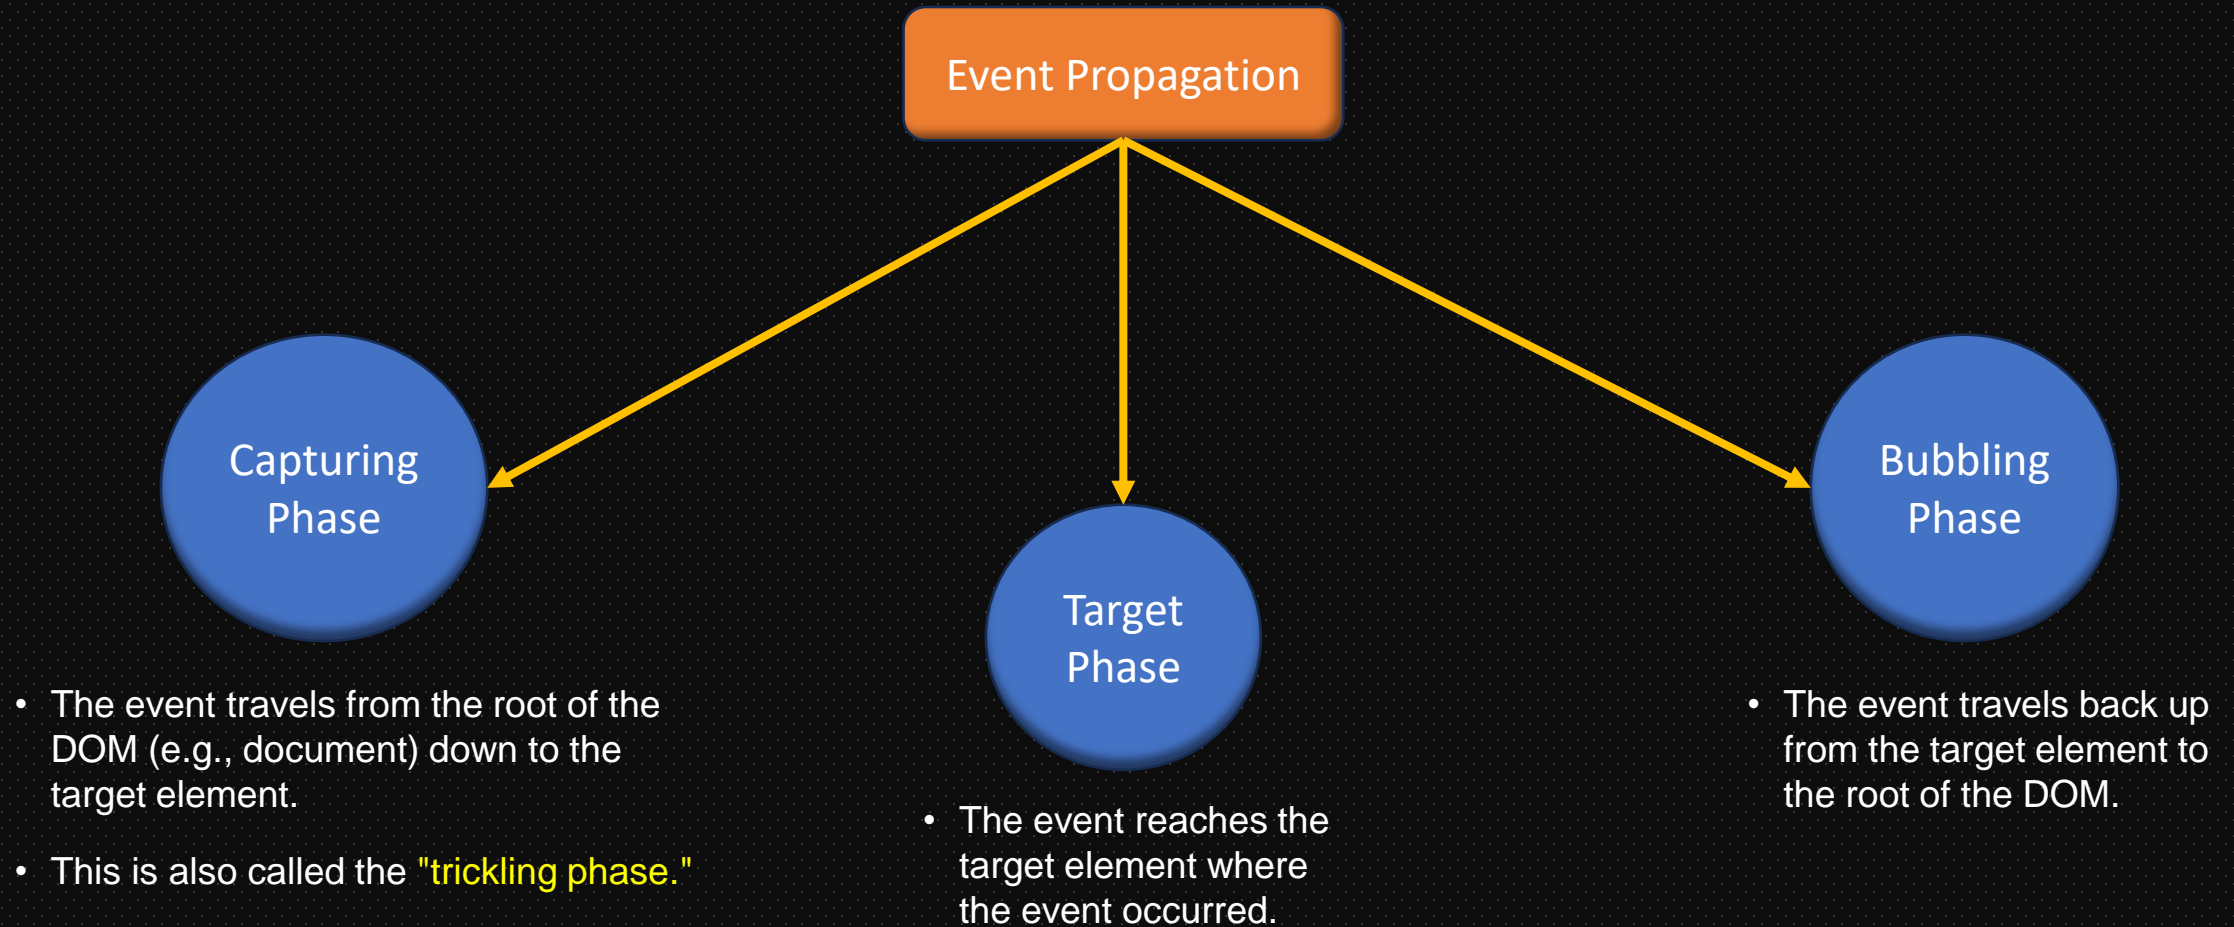 Event Propagation
Capturing
Phase
Target
Phase
Bubbling
Phase
• The event travels from the root of the
DOM (e.g., document) down to the
target element.
• This is also called the "trickling phase."
• The event reaches the
target element where
the event occurred.
• The event travels back up
from the target element to
the root of the DOM.